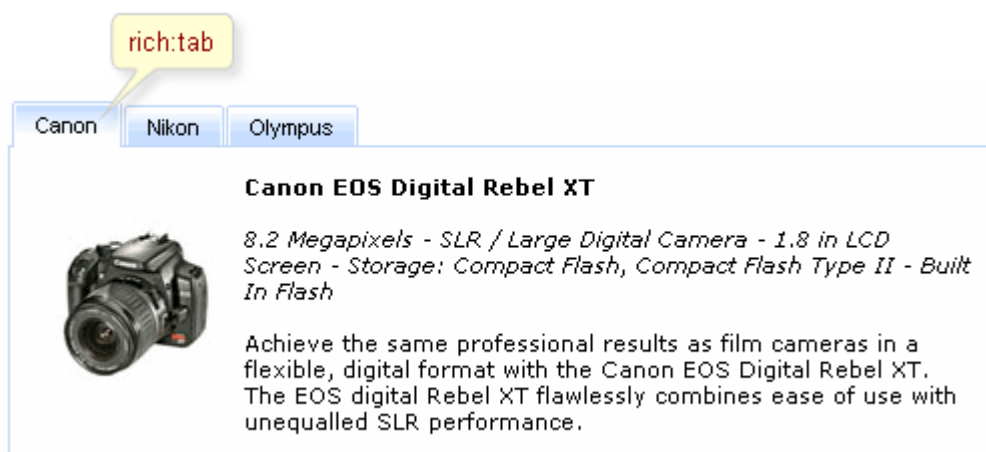 rich:tab
Canon Nikon Olympus
Canon EOS Digital Rebel XT
8.2 Megapixels - SLR / Large Digital Camera - 1.8 in LCD
Screen - Storage: Compact Flash, Compact Flash Type II - Built
In Flash
Achieve the same professional results as film cameras in a
flexible, digital format with the Canon EOS Digital Rebel XT.
The EOS digital Rebel XT flawlessly combines ease of use with
unequalled SLR performance.